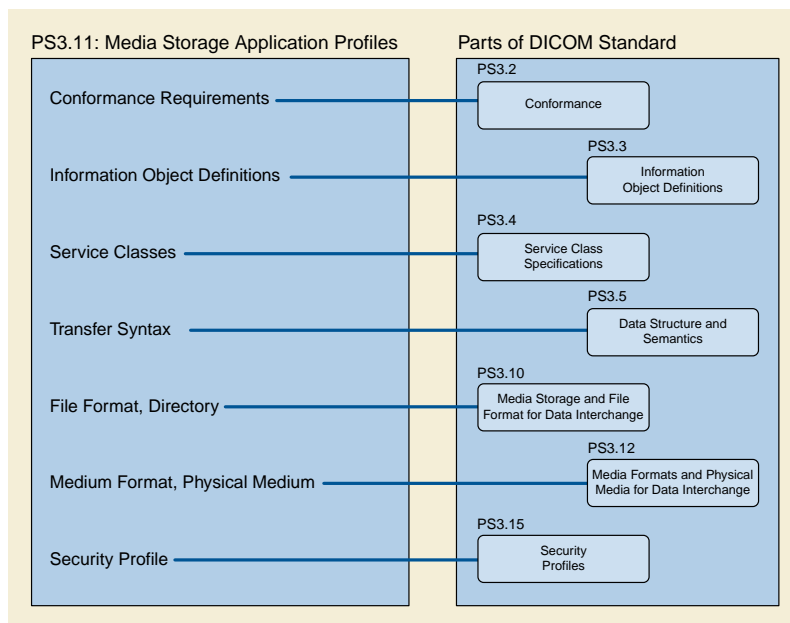 PS3.11: Media Storage Application Profiles
Parts of DICOM Standard
Conformance Requirements
PS3.2
Conformance
Information Object Definitions
PS3.3
Information
Object Definitions
Service Classes
PS3.4
Service Class
Specifications
Transfer Syntax
PS3.5
Data Structure and
Semantics
File Format, Directory
PS3.10
Media Storage and File
Format for Data Interchange
Medium Format, Physical Medium
PS3.12
Media Formats and Physical
Media for Data Interchange
Security Profile
PS3.15
Security
Profiles